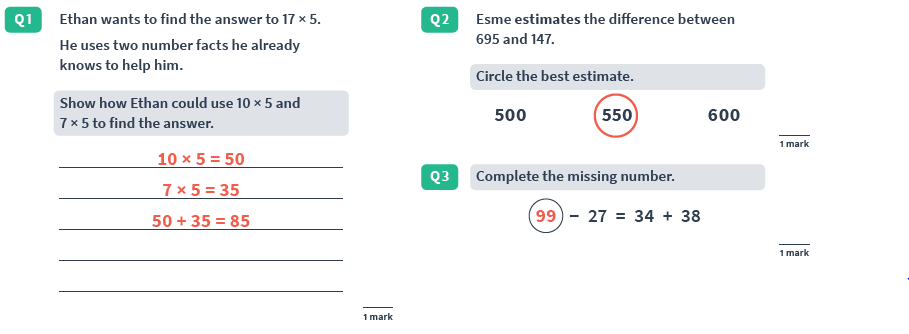 Q1
Ethan wants to find the answer to 17 × 5.
He uses two number facts he already
knows to help him.
Show how Ethan could use 10 × 5 and
7 × 5 to find the answer.
10 × 5 = 50
7 × 5 = 35
50 + 35 = 85
1 mark
Q2
Esme estimates the difference between
695 and 147.
Circle the best estimate.
500 550 600
1 mark
Q3
Complete the missing number.
99 − 27 = 34 + 38
1 mark